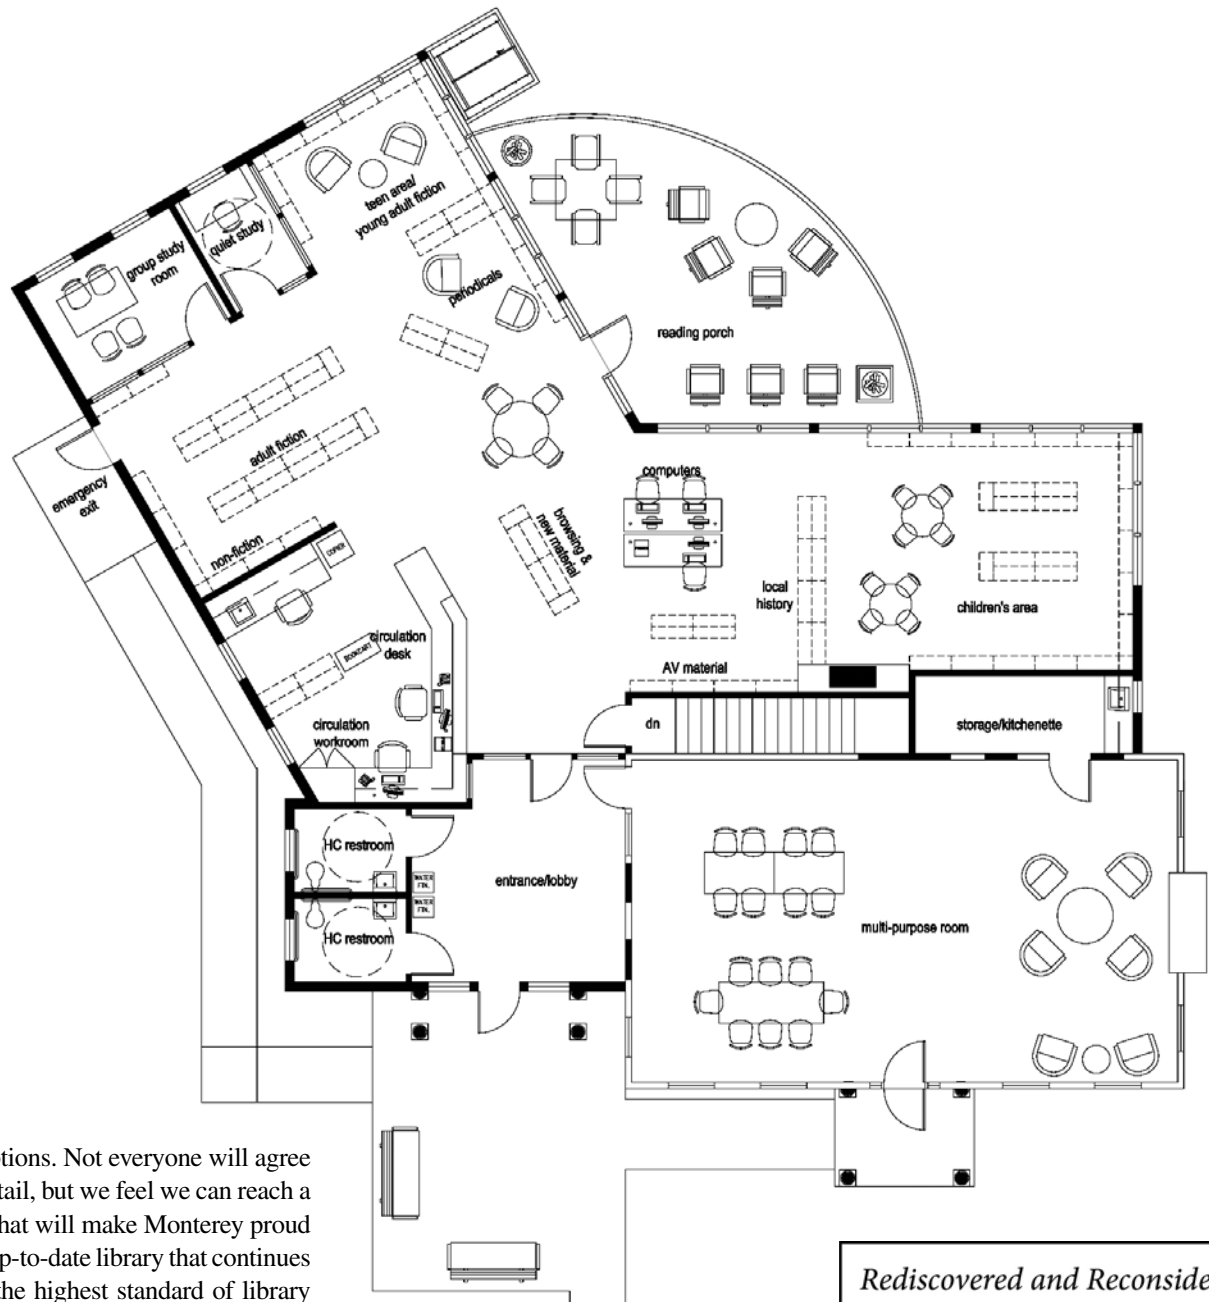 teen area/
young adult fiction
quiet study
group study
room
periodicals
reading porch
adult fiction
emergency
exit
computers
browsing &
new material
non-fiction
COPIER
local
history
children's area
circulation
desk
BOOKCART
AV material
circulation
workroom
dn
storage/kitchenette
HC restroom
WATER
FTN.
entrance/lobby
WATER
FTN.
HC restroom
multi-purpose room
tions. Not everyone will agree
tail, but we feel we can reach a
hat will make Monterey proud
p-to-date library that continues
the highest standard of library
Rediscovered and Reconside